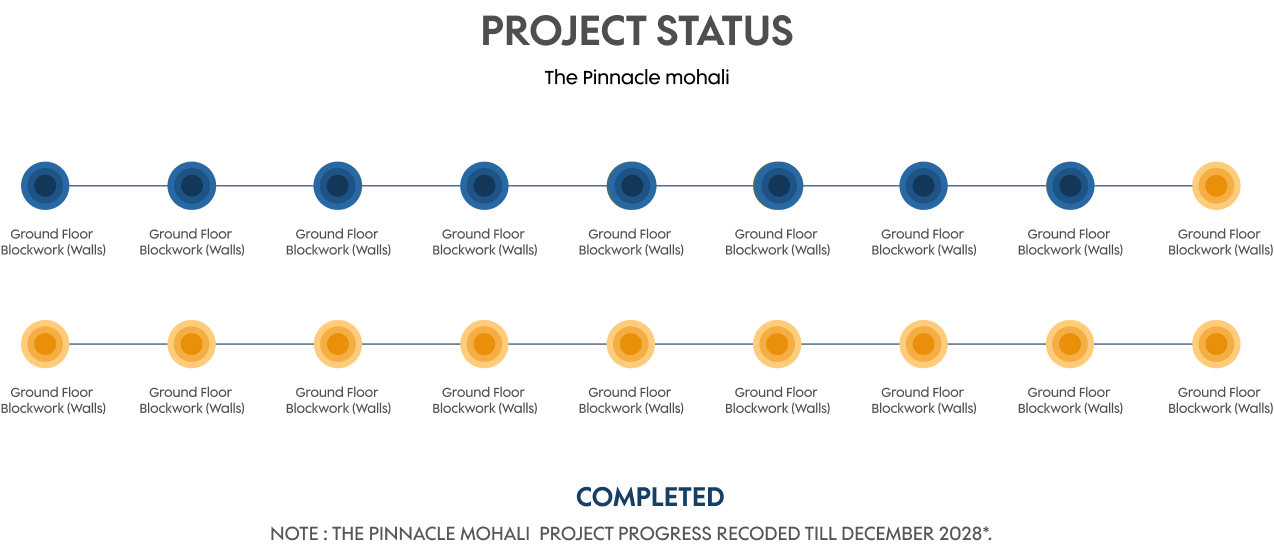 PROJECT STATUS
The Pinnacle mohali
Ground Floor Ground Floor Ground Floor Ground Floor Ground Floor Ground Floor Ground Floor Ground Floor Ground Floor
Blockwork (Walls) Blockwork (Walls) Blockwork (Walls) Blockwork (Walls) Blockwork (Walls) Blockwork (Walls) Blockwork (Walls) Blockwork (Walls) Blockwork (Walls)
Ground Floor Ground Floor Ground Floor Ground Floor Ground Floor Ground Floor Ground Floor Ground Floor Ground Floor
Blockwork (Walls) Blockwork (Walls) Blockwork (Walls) Blockwork (Walls) Blockwork (Walls) Blockwork (Walls) Blockwork (Walls) Blockwork (Walls) Blockwork (Walls)
COMPLETED
NOTE : THE PINNACLE MOHALI PROJECT PROGRESS RECODED TILL DECEMBER 2028*.